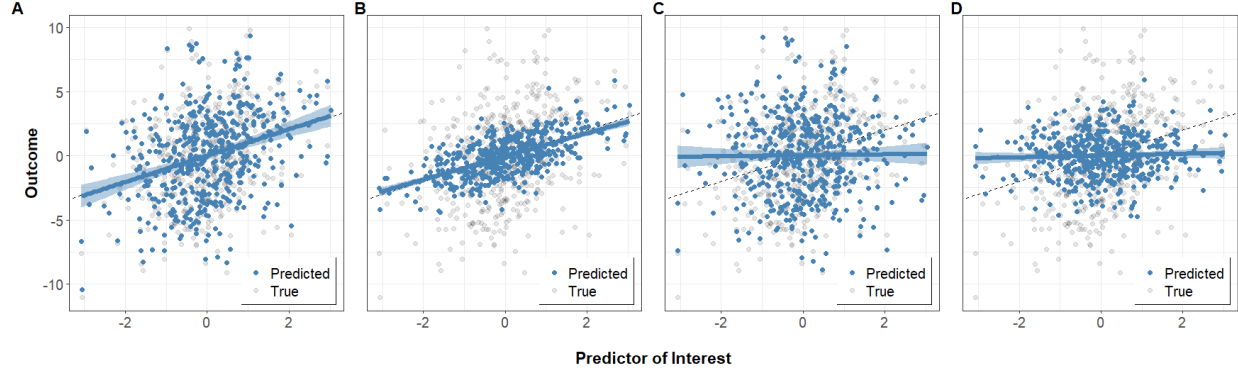 A B C D
10
5
0
-5
-10
Outcome
Predicted
True
Predicted
True
Predicted
True
Predicted
True
-2 0 2 -2 0 2 -2 0 2 -2 0 2
Predictor of Interest